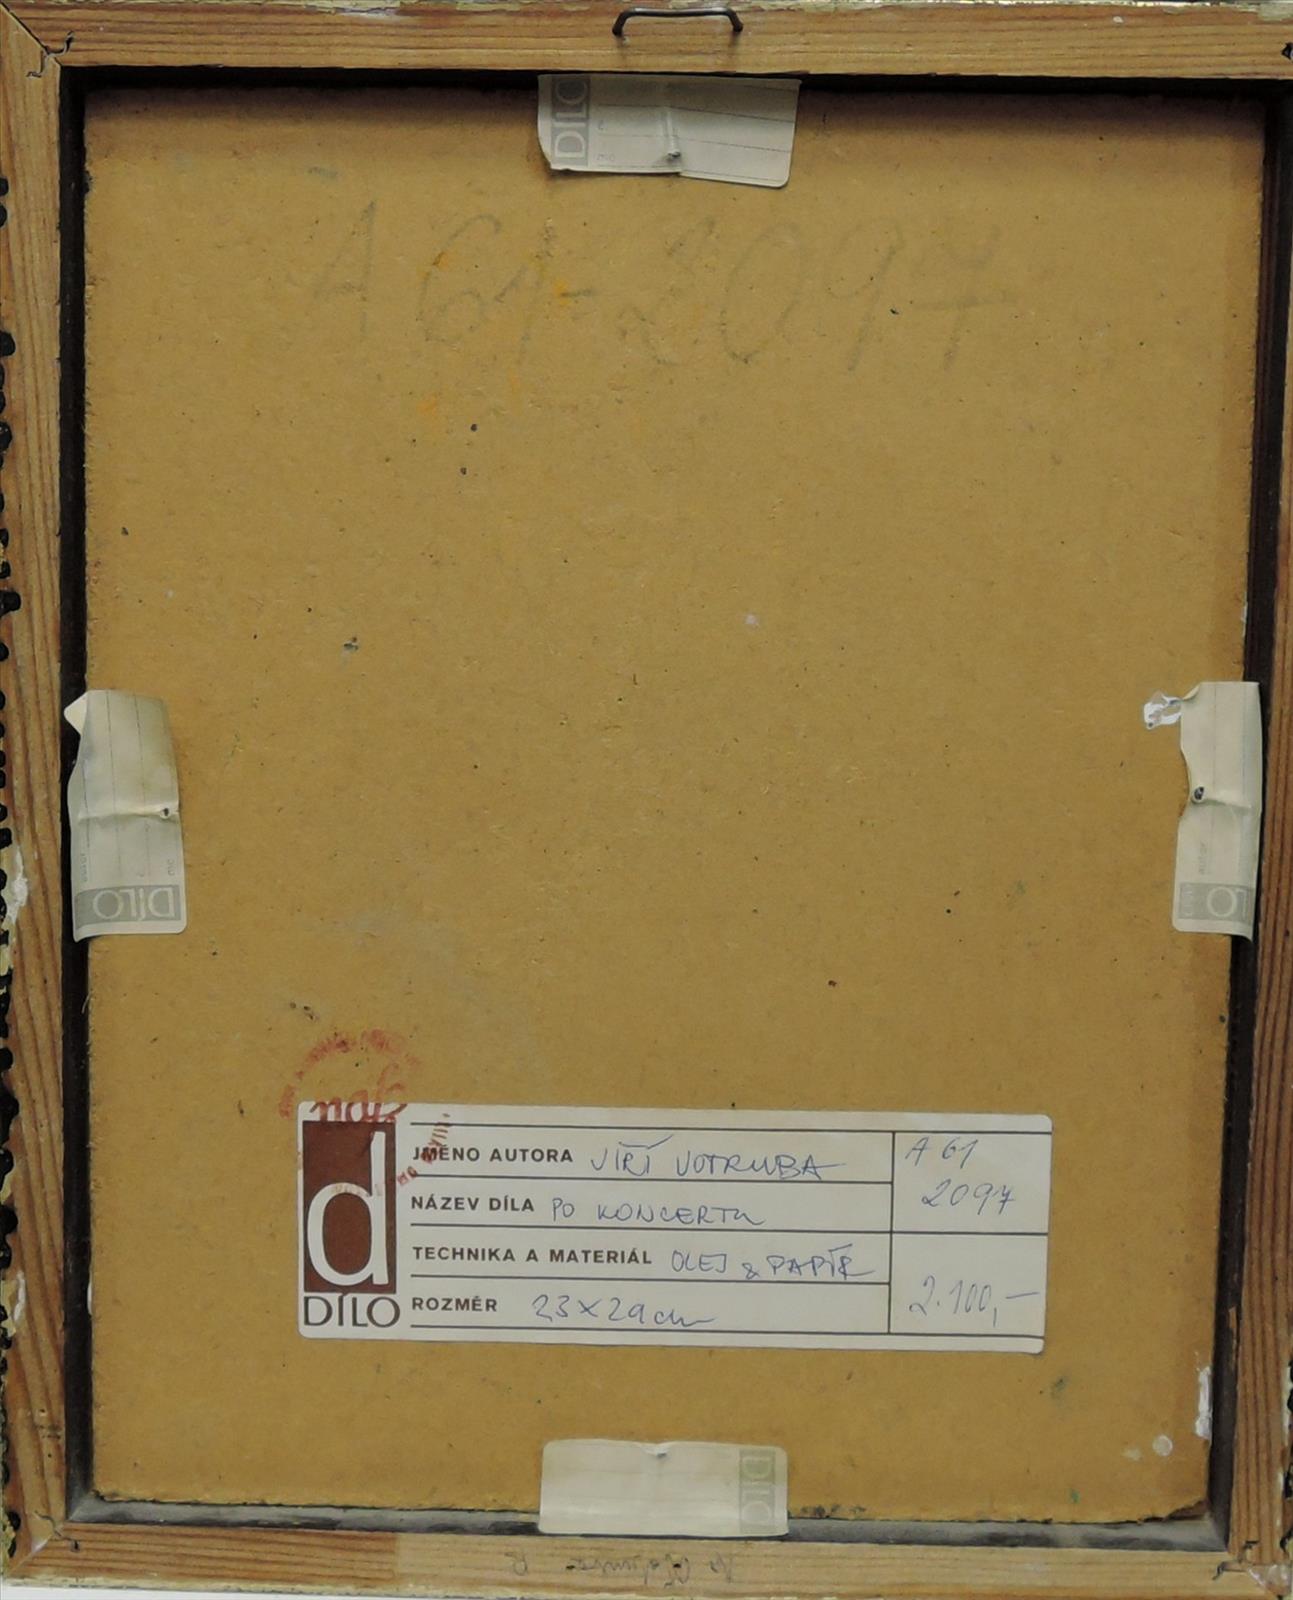 DÍLO
A 61-2097
DÍLO
DÍLO
LO
d
DÍLO
JMÉNO AUTORA JIŘÍ VOTRUBA
NÁZEV DÍLA PO KONCERTU
TECHNIKA A MATERIÁL OLEJ & PAPÍR
ROZMĚR 23x29cm
A 61
2097
2.100,-
DÍLO